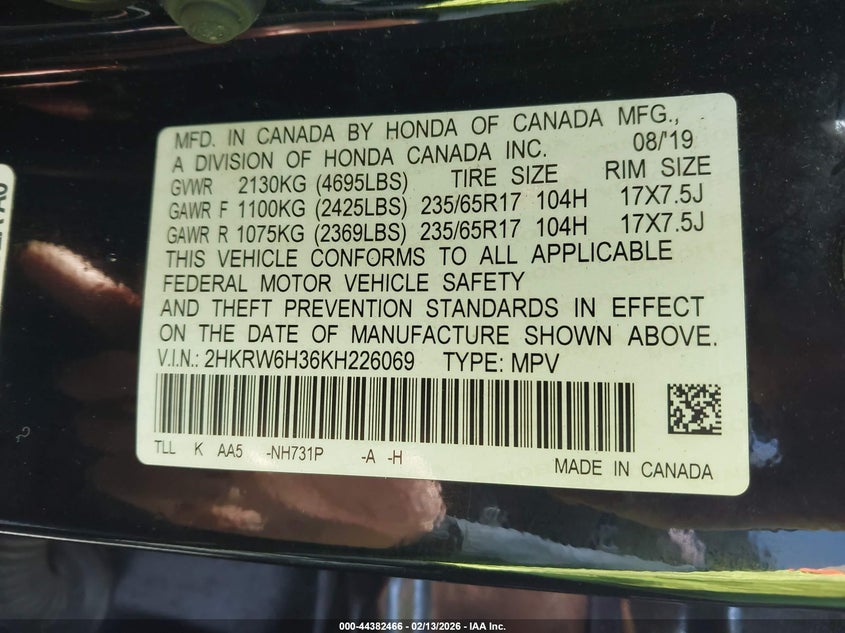 MFD. IN CANADA BY HONDA OF CANADA MFG.,
A DIVISION OF HONDA CANADA INC. 08/'19
GVWR 2130KG (4695LBS) TIRE SIZE RIM SIZE
GAWR F 1100KG (2425LBS) 235/65R17 104H 17X7.5J
GAWR R 1075KG (2369LBS) 235/65R17 104H 17X7.5J
THIS VEHICLE CONFORMS TO ALL APPLICABLE
FEDERAL MOTOR VEHICLE SAFETY
AND THEFT PREVENTION STANDARDS IN EFFECT
ON THE DATE OF MANUFACTURE SHOWN ABOVE.
V.I.N.: 2HKRW6H36KH226069 TYPE: MPV
TLL K AA5 -NH731P -A -H
MADE IN CANADA
000-44382466 - 02/13/2026 - IAA Inc.